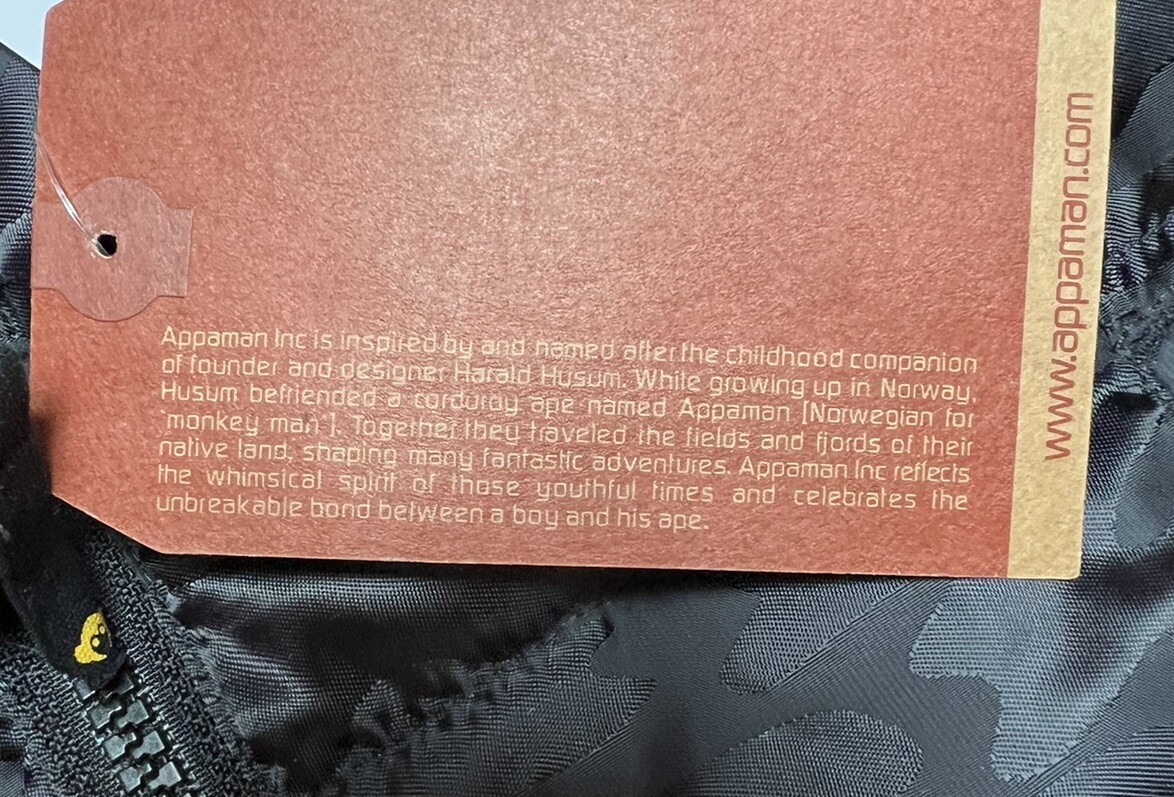 Appaman Inc is inspired by and named after the childhood companion
of founder and designer Harald Husum. While growing up in Norway,
Husum befriended a corduroy ape named Appaman [Norwegian for
`monkey man´]. Together they traveled the fields and fjords of their
native land, shaping many fantastic adventures. Appaman Inc reflects
the whimsical spirit of those youthful times and celebrates the
unbreakable bond between a boy and his ape.
www.appaman.com